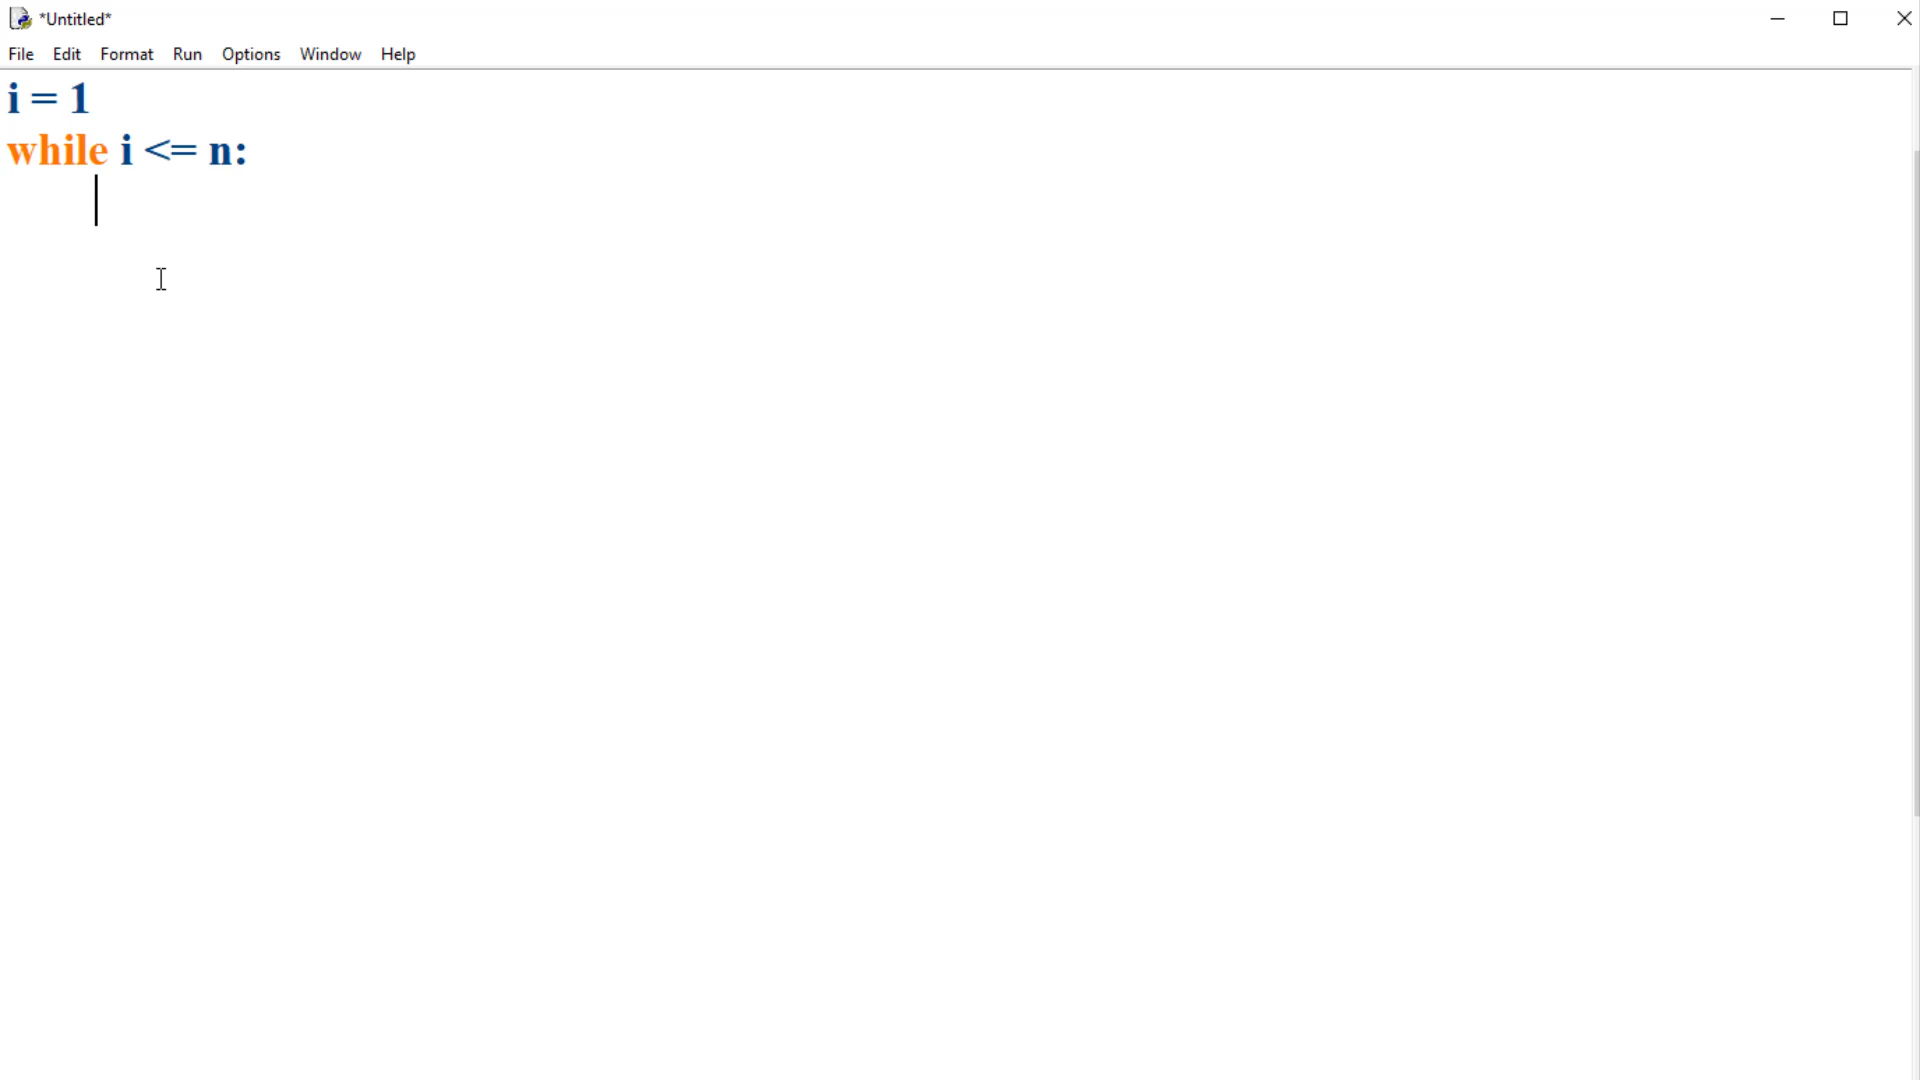 *Untitled*
File Edit Format Run Options Window Help
i = 1
while i <= n: